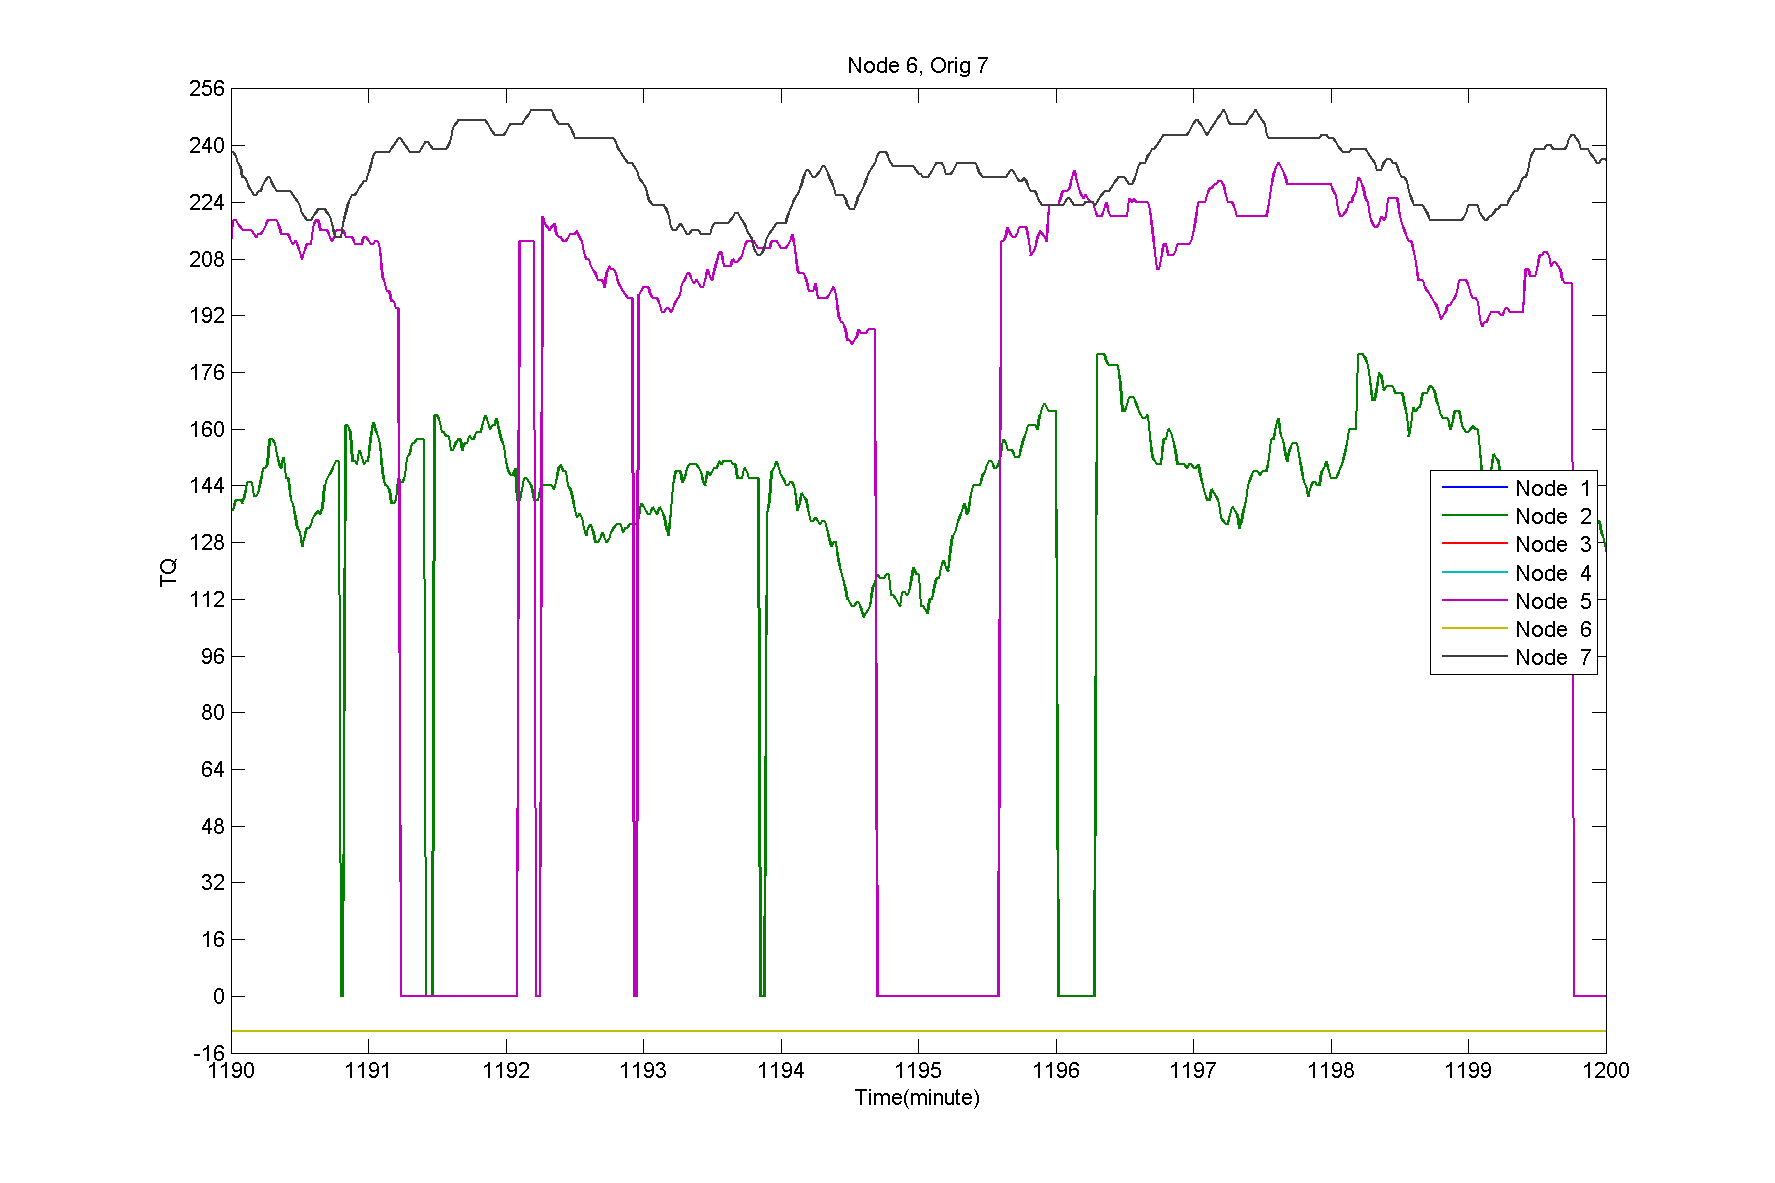 Node 6, Orig 7
256
240
224
208
192
176
160
144
128
112
96
80
64
48
32
16
0
-16
TQ
Node 1
Node 2
Node 3
Node 4
Node 5
Node 6
Node 7
1190 1191 1192 1193 1194 1195 1196 1197 1198 1199 1200
Time(minute)